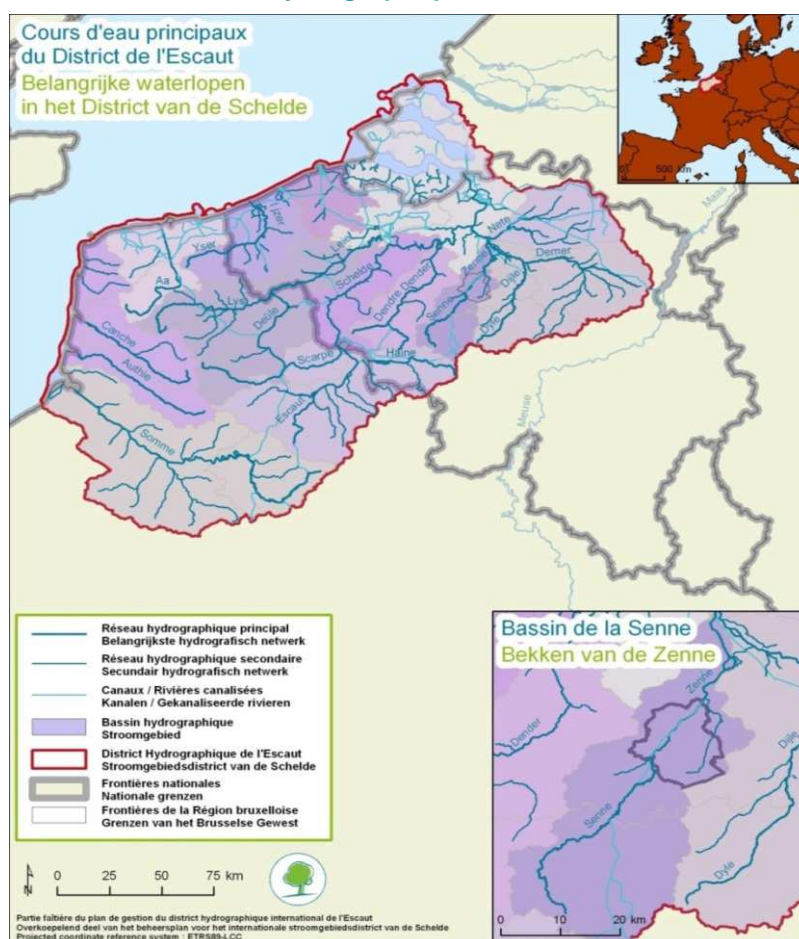 Cours d'eau principaux
du District de l'Escaut
Belangrijke waterlopen
in het District van de Schelde
0 500 km
Maas
Ijzer
Yser
Aa
Leie
Lys
Nete
Demer
Schelde
Dendre
Dender
Zenne
Senne
Dijle
Dyle
Deûle
Canche
Authie
Scarpe
Haine
Escaut
Somme
Meuse
Réseau hydrographique principal
Belangrijkste hydrografisch netwerk
Réseau hydrographique secondaire
Secundair hydrografisch netwerk
Canaux / Rivières canalisées
Kanalen / Gekanaliseerde rivieren
Bassin hydrographique
Stroomgebied
District Hydrographique de l'Escaut
Stroomgebiedsdistrict van de Schelde
Frontières nationales
Nationale grenzen
Frontières de la Région bruxelloise
Grenzen van het Brusselse Gewest
N
0 25 50 75 km
Partie faîtière du plan de gestion du district hydrographique international de l'Escaut
Overkoepelend deel van het beheersplan voor het internationale stroomgebiedsdistrict van de Schelde
Projected coordinate reference system : ETRS89-LCC
Bassin de la Senne
Bekken van de Zenne
Zenne
Dender
Dijle
Senne
Dyle
0 10 20 km